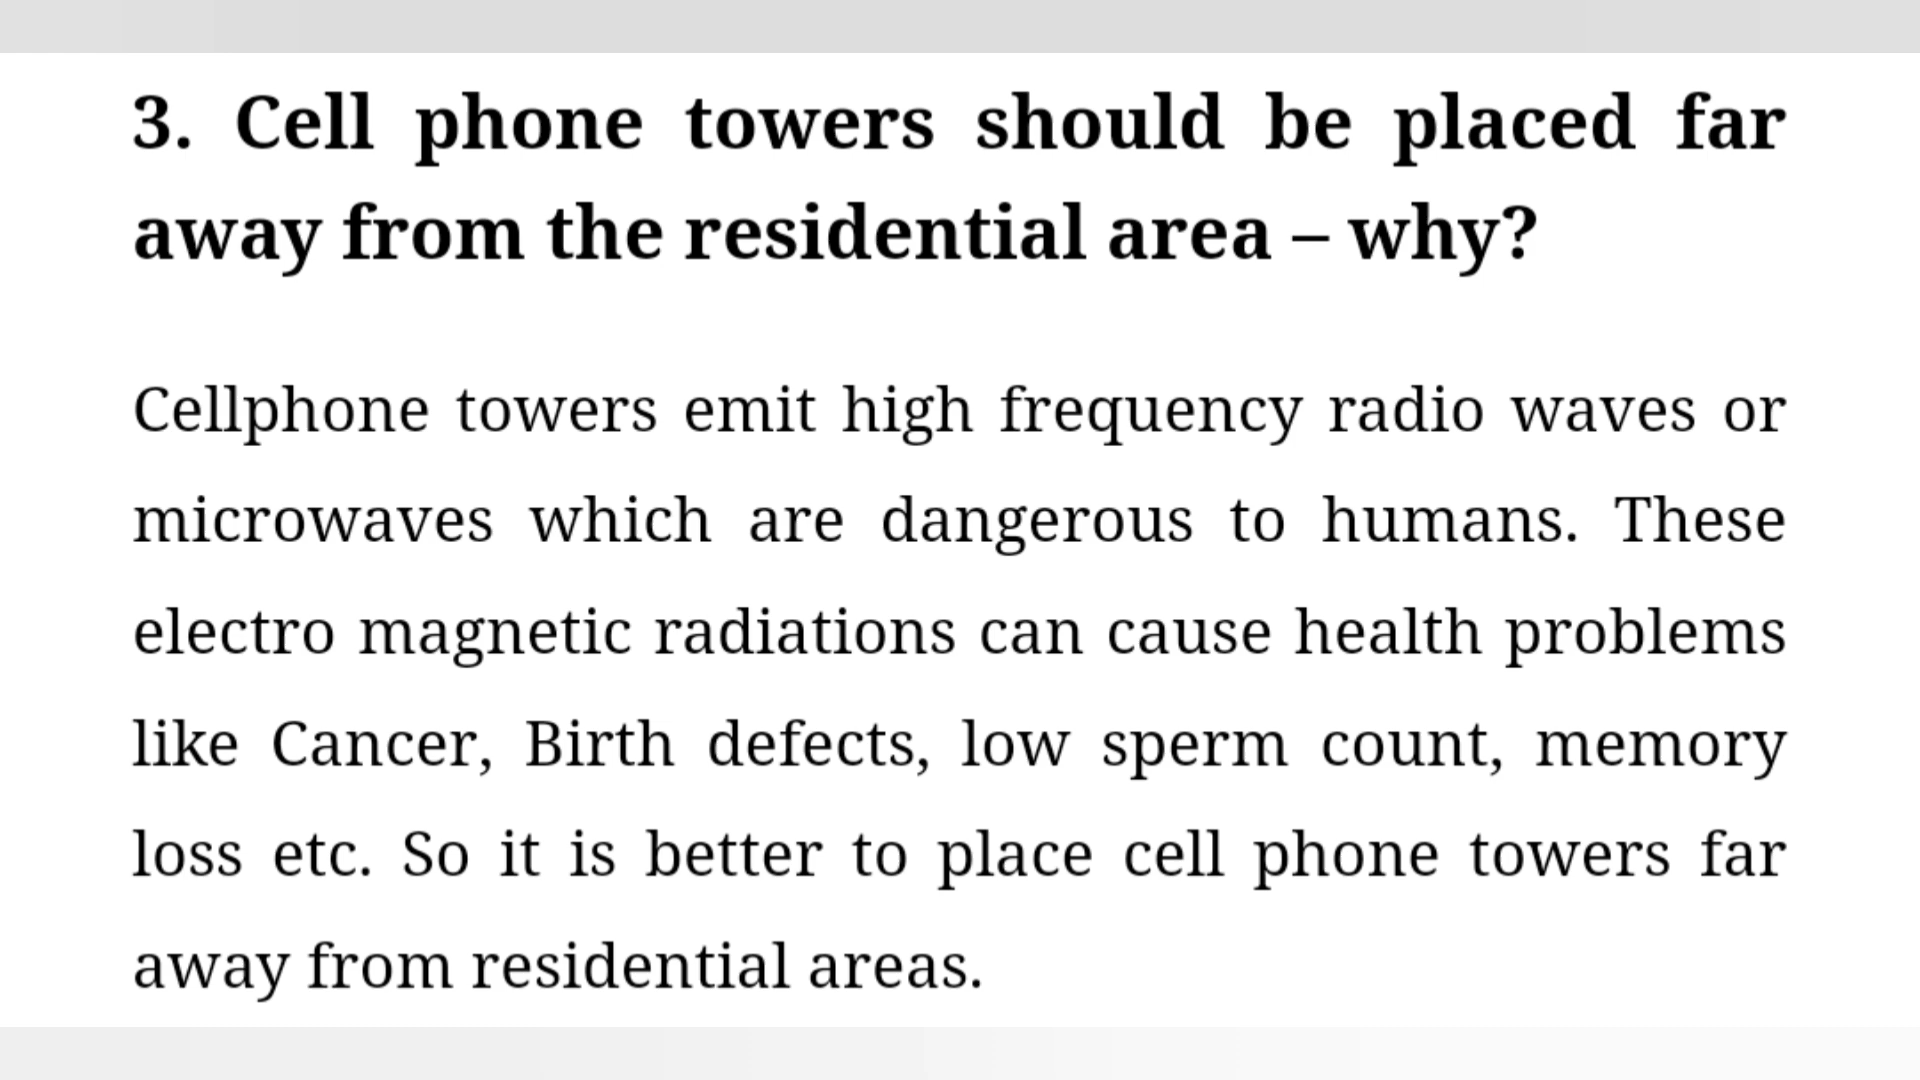 3. Cell phone towers should be placed far
away from the residential area – why?
Cellphone towers emit high frequency radio waves or
microwaves which are dangerous to humans. These
electro magnetic radiations can cause health problems
like Cancer, Birth defects, low sperm count, memory
loss etc. So it is better to place cell phone towers far
away from residential areas.